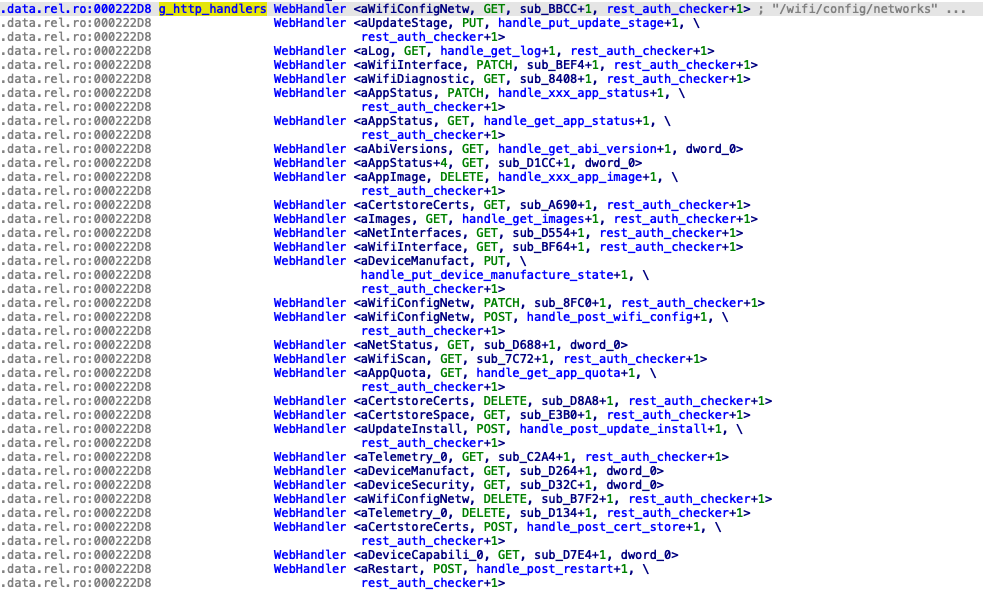 .data.rel.ro:000222D8 g_http_handlers WebHandler <aWifiConfigNetw, GET, sub_BBCC+1, rest_auth_checker+1> ; "/wifi/config/networks" ...
.data.rel.ro:000222D8 WebHandler <aUpdateStage, PUT, handle_put_update_stage+1, \
.data.rel.ro:000222D8 rest_auth_checker+1>
.data.rel.ro:000222D8 WebHandler <aLog, GET, handle_get_log+1, rest_auth_checker+1>
.data.rel.ro:000222D8 WebHandler <aWifiInterface, PATCH, sub_BEF4+1, rest_auth_checker+1>
.data.rel.ro:000222D8 WebHandler <aWifiDiagnostic, GET, sub_8408+1, rest_auth_checker+1>
.data.rel.ro:000222D8 WebHandler <aAppStatus, PATCH, handle_xxx_app_status+1, \
.data.rel.ro:000222D8 rest_auth_checker+1>
.data.rel.ro:000222D8 WebHandler <aAppStatus, GET, handle_get_app_status+1, \
.data.rel.ro:000222D8 rest_auth_checker+1>
.data.rel.ro:000222D8 WebHandler <aAbiVersions, GET, handle_get_abi_version+1, dword_0>
.data.rel.ro:000222D8 WebHandler <aAppStatus+4, GET, sub_D1CC+1, dword_0>
.data.rel.ro:000222D8 WebHandler <aAppImage, DELETE, handle_xxx_app_image+1, \
.data.rel.ro:000222D8 rest_auth_checker+1>
.data.rel.ro:000222D8 WebHandler <aCertstoreCerts, GET, sub_A690+1, rest_auth_checker+1>
.data.rel.ro:000222D8 WebHandler <aImages, GET, handle_get_images+1, rest_auth_checker+1>
.data.rel.ro:000222D8 WebHandler <aNetInterfaces, GET, sub_D554+1, rest_auth_checker+1>
.data.rel.ro:000222D8 WebHandler <aWifiInterface, GET, sub_BF64+1, rest_auth_checker+1>
.data.rel.ro:000222D8 WebHandler <aDeviceManufact, PUT, \
.data.rel.ro:000222D8 handle_put_device_manufacture_state+1, \
.data.rel.ro:000222D8 rest_auth_checker+1>
.data.rel.ro:000222D8 WebHandler <aWifiConfigNetw, PATCH, sub_8FC0+1, rest_auth_checker+1>
.data.rel.ro:000222D8 WebHandler <aWifiConfigNetw, POST, handle_post_wifi_config+1, \
.data.rel.ro:000222D8 rest_auth_checker+1>
.data.rel.ro:000222D8 WebHandler <aNetStatus, GET, sub_D688+1, dword_0>
.data.rel.ro:000222D8 WebHandler <aWifiScan, GET, sub_7C72+1, rest_auth_checker+1>
.data.rel.ro:000222D8 WebHandler <aAppQuota, GET, handle_get_app_quota+1, \
.data.rel.ro:000222D8 rest_auth_checker+1>
.data.rel.ro:000222D8 WebHandler <aCertstoreCerts, DELETE, sub_D8A8+1, rest_auth_checker+1>
.data.rel.ro:000222D8 WebHandler <aCertstoreSpace, GET, sub_E3B0+1, rest_auth_checker+1>
.data.rel.ro:000222D8 WebHandler <aUpdateInstall, POST, handle_post_update_install+1, \
.data.rel.ro:000222D8 rest_auth_checker+1>
.data.rel.ro:000222D8 WebHandler <aTelemetry_0, GET, sub_C2A4+1, rest_auth_checker+1>
.data.rel.ro:000222D8 WebHandler <aDeviceManufact, GET, sub_D264+1, dword_0>
.data.rel.ro:000222D8 WebHandler <aDeviceSecurity, GET, sub_D32C+1, dword_0>
.data.rel.ro:000222D8 WebHandler <aWifiConfigNetw, DELETE, sub_B7F2+1, rest_auth_checker+1>
.data.rel.ro:000222D8 WebHandler <aTelemetry_0, DELETE, sub_D134+1, rest_auth_checker+1>
.data.rel.ro:000222D8 WebHandler <aCertstoreCerts, POST, handle_post_cert_store+1, \
.data.rel.ro:000222D8 rest_auth_checker+1>
.data.rel.ro:000222D8 WebHandler <aDeviceCapabili_0, GET, sub_D7E4+1, dword_0>
.data.rel.ro:000222D8 WebHandler <aRestart, POST, handle_post_restart+1, \
.data.rel.ro:000222D8 rest_auth_checker+1>